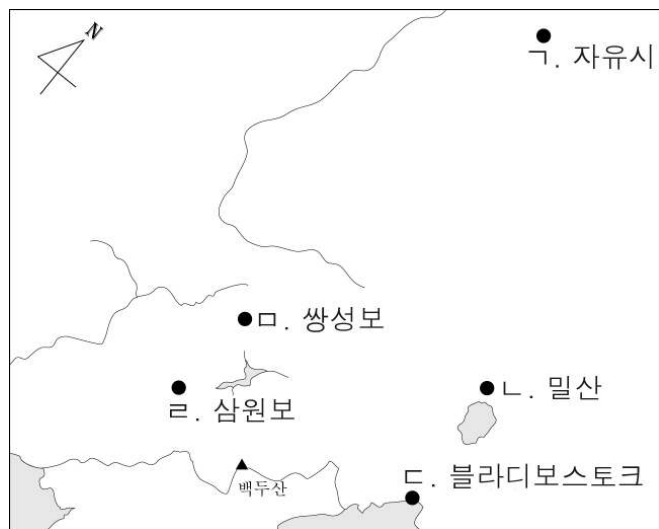 N
ㄱ. 자유시
ㅁ. 쌍성보
ㄴ. 밀산
ㄹ. 삼원보
ㄷ. 블라디보스토크
백두산